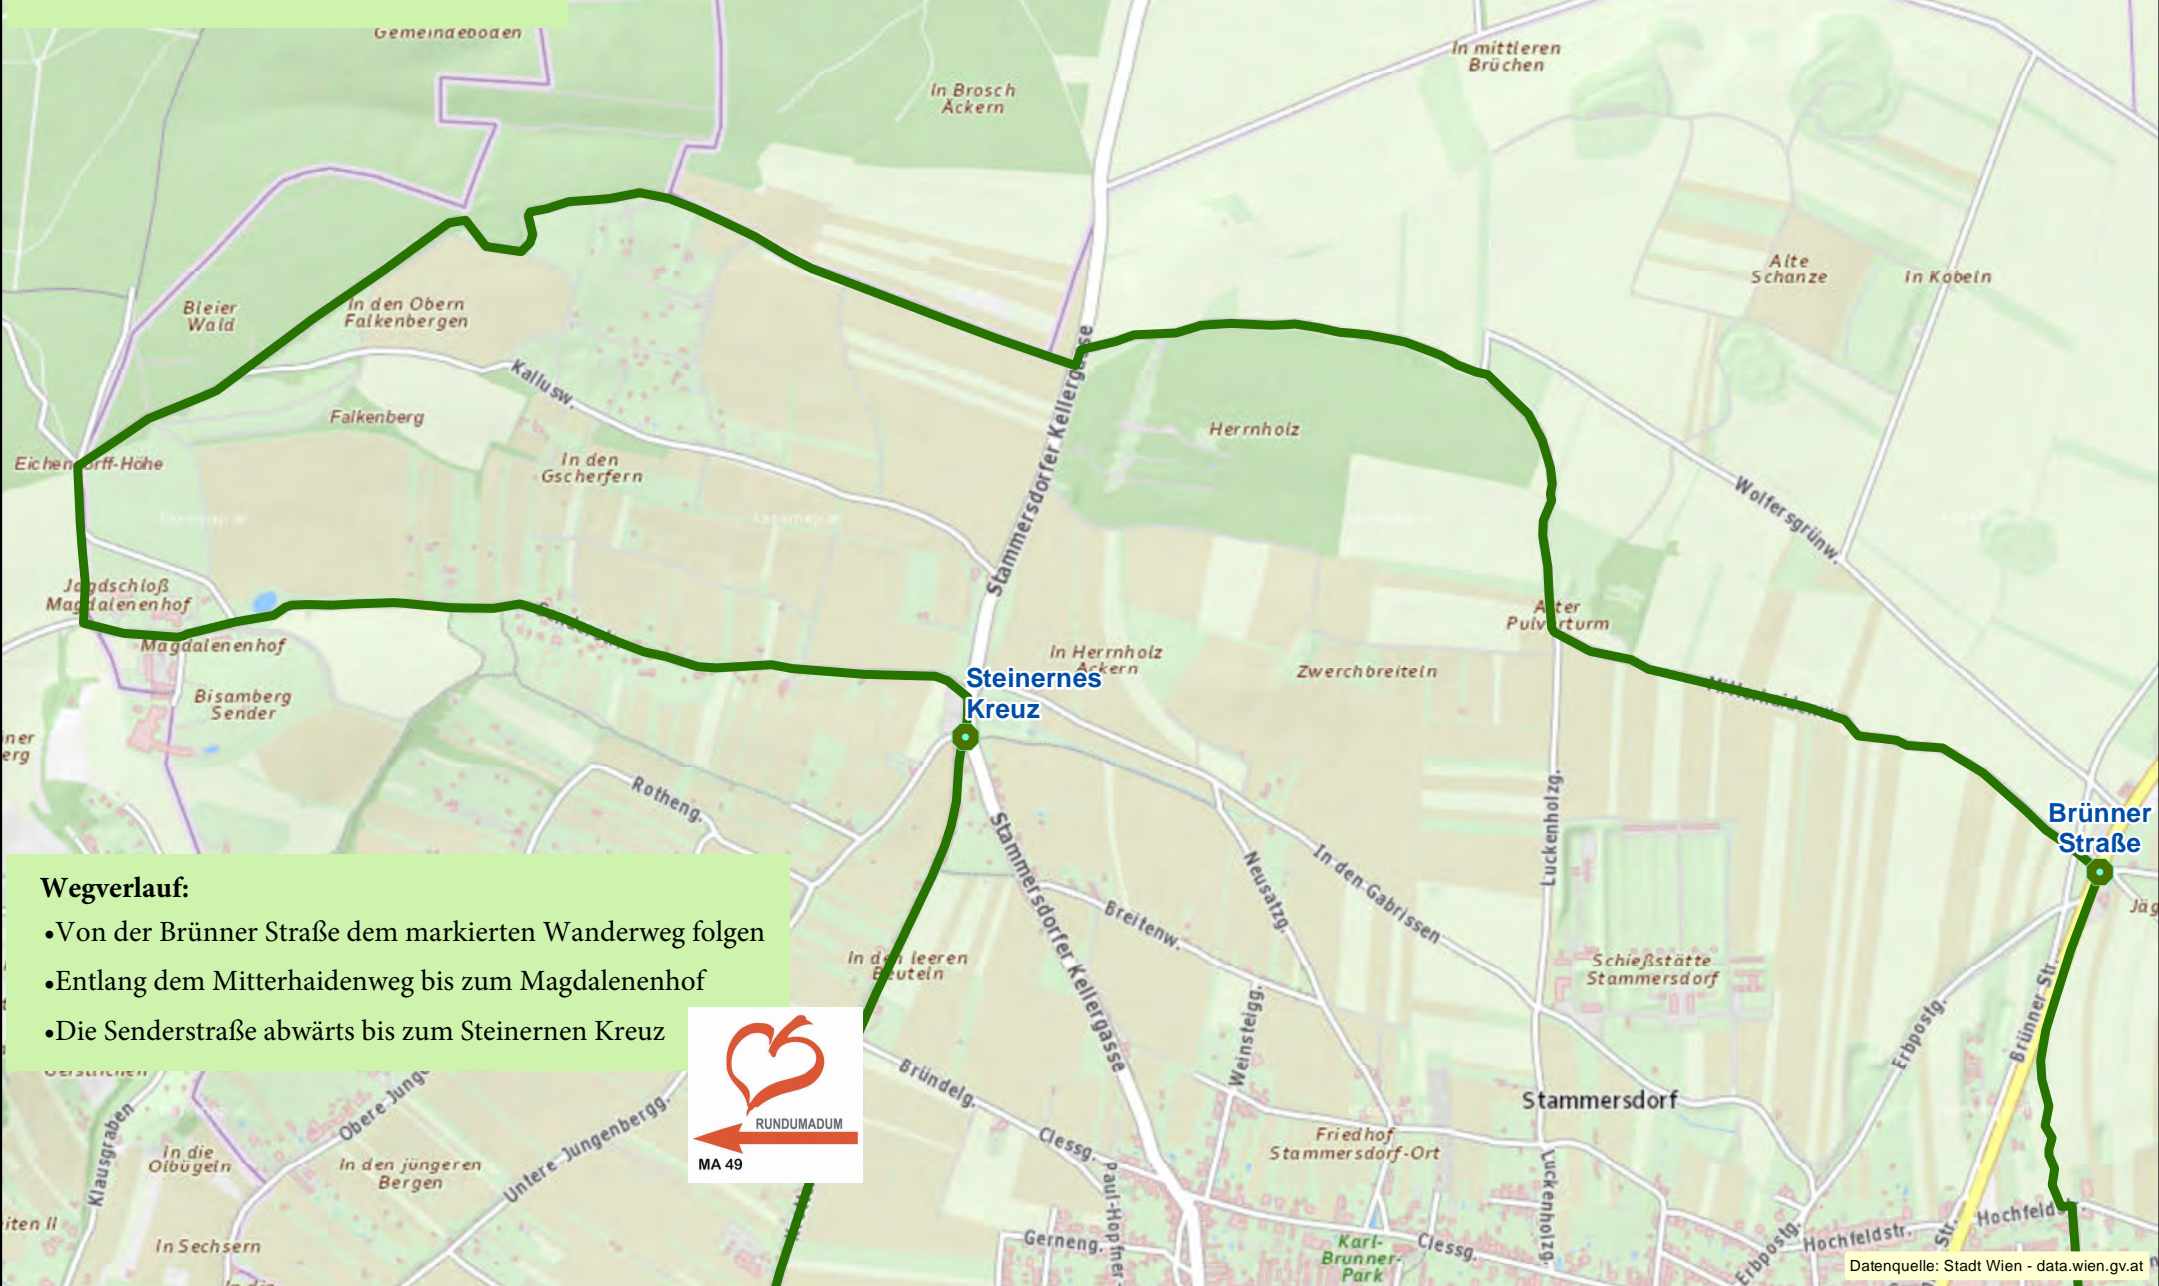 Gemeindeböden
In Brosch
Äckern
In mittleren
Brüchen
Alte
Schanze
In Kobeln
Bleier
Wald
In den Obern
Falkenbergen
Kallusw.
Falkenberg
In den
Gscherfern
Eichendorff-Höhe
Stammersdorfer Kellergasse
Herrnholz
Wolfersgrünw.
Jagdschloß
Magdalenenhof
Magdalenenhof
Bisamberg
Sender
Alter
Pulverturm
In Herrnholz
Äckern
Zwerchbreiteln
Steinernes
Kreuz
Mitterhaidenw.
Rotheng.
Stammersdorfer Kellergasse
Luckenholzg.
Brünner
Straße
Neusatzg.
In den Gabrissen
Breitenw.
In den leeren
Beuteln
Schießstätte
Stammersdorf
Weinsteigg.
Erbpostg.
Brünner Str.
Wegverlauf:
•Von der Brünner Straße dem markierten Wanderweg folgen
•Entlang dem Mitterhaidenweg bis zum Magdalenenhof
•Die Senderstraße abwärts bis zum Steinernen Kreuz
RUNDUMADUM
MA 49
Bründelg.
Clessg.
Paul-Hopfner-
Stammersdorf
Friedhof
Stammersdorf-Ort
Luckenholzg.
Klausgraben
In die
Ölbügeln
Obere Junge
In den jüngeren
Bergen
Untere Jungenbergg.
In Sechsern
Gerneng.
Karl-
Brunner-
Park
Clessg.
Erbpostg.
Hochfeldstr.
Str.
Hochfeldst
Datenquelle: Stadt Wien - data.wien.gv.at